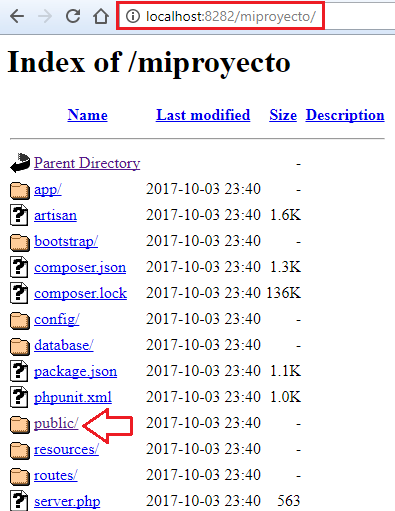 localhost:8282/miproyecto/
Index of /miproyecto
Name Last modified Size Description
Parent Directory -
app/ 2017-10-03 23:40 -
artisan 2017-10-03 23:40 1.6K
bootstrap/ 2017-10-03 23:40 -
composer.json 2017-10-03 23:40 1.3K
composer.lock 2017-10-03 23:40 136K
config/ 2017-10-03 23:40 -
database/ 2017-10-03 23:40 -
package.json 2017-10-03 23:40 1.1K
phpunit.xml 2017-10-03 23:40 1.0K
public/ 2017-10-03 23:40 -
resources/ 2017-10-03 23:40 -
routes/ 2017-10-03 23:40 -
server.php 2017-10-03 23:40 563